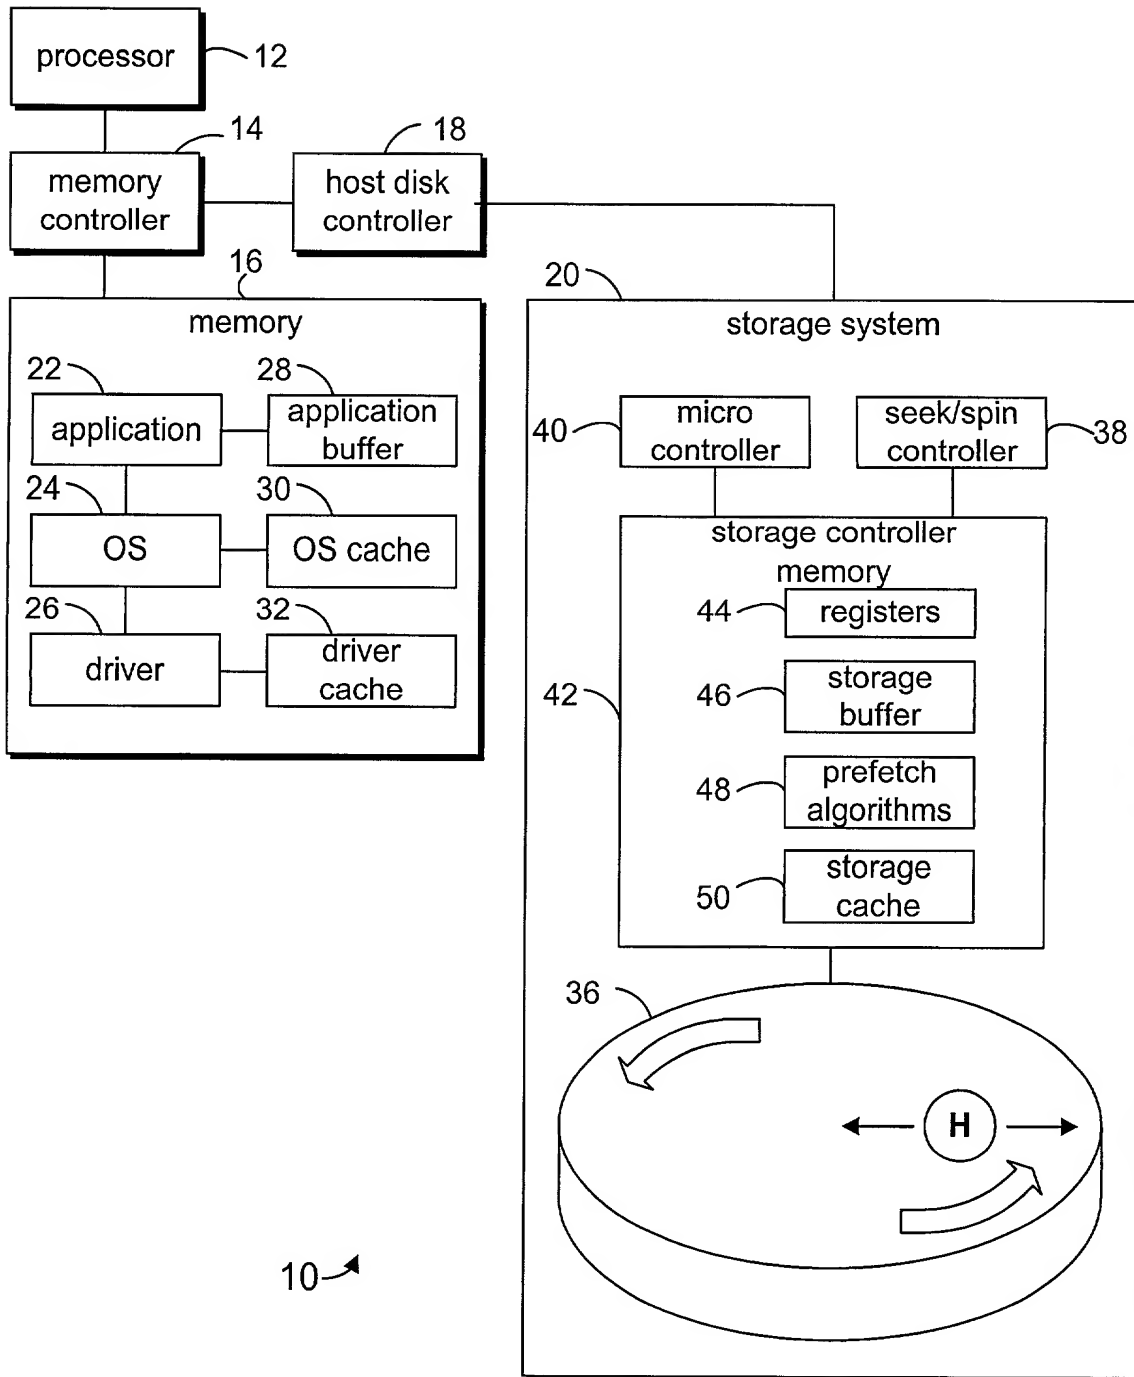 processor
12
14
18
memory
controller
host disk
controller
16
20
memory
storage system
22
28
application
application
buffer
40
micro
controller
seek/spin
controller
38
24
30
OS
OS cache
storage controller
memory
26
32
driver
driver
cache
44
registers
42
46
storage
buffer
48
prefetch
algorithms
50
storage
cache
36
H
10